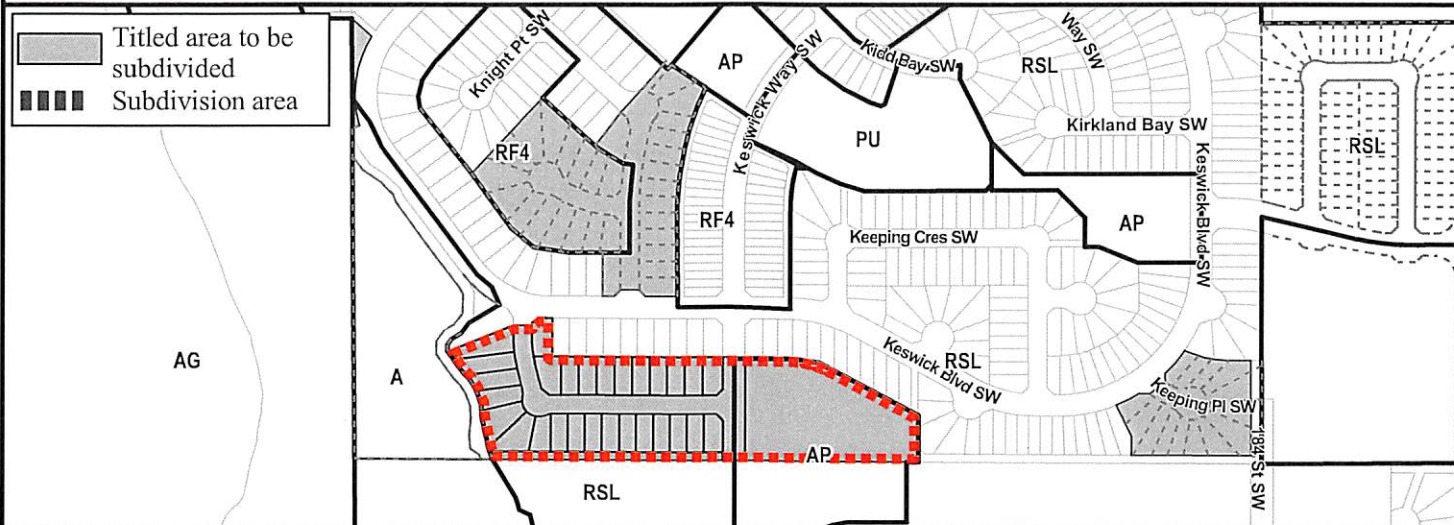 Titled area to be
subdivided
Subdivision area
Knight Pt SW
AP
Keswick Way SW
Kidd Bay SW
RSL
Way SW
Kirkland Bay SW
PU
RF4
RSL
Keswick Blvd SW
RF4
AP
Keeping Cres SW
AG
A
Keswick Blvd SW
RSL
Keeping Pl SW
184 St SW
AP
RSL